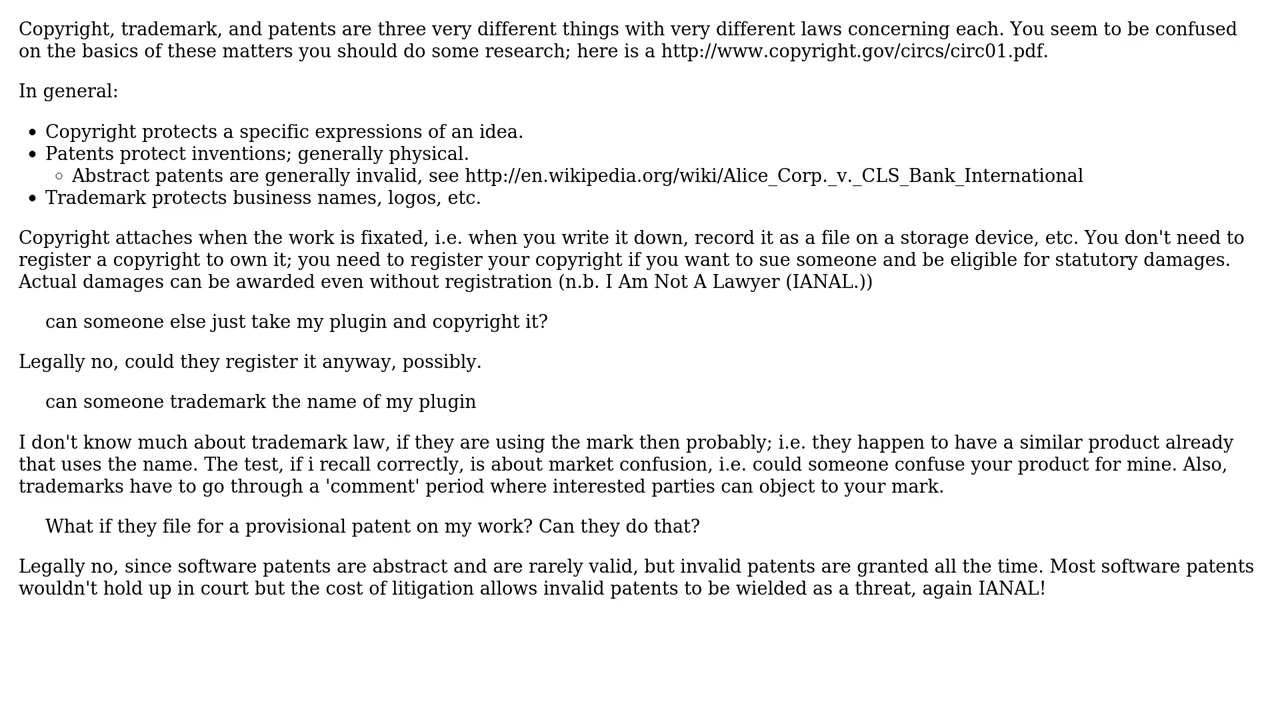 Copyright, trademark, and patents are three very different things with very different laws concerning each. You seem to be confused
on the basics of these matters you should do some research; here is a http://www.copyright.gov/circs/circ01.pdf.
In general:
• Copyright protects a specific expressions of an idea.
• Patents protect inventions; generally physical.
◦ Abstract patents are generally invalid, see http://en.wikipedia.org/wiki/Alice_Corp._v._CLS_Bank_International
• Trademark protects business names, logos, etc.
Copyright attaches when the work is fixated, i.e. when you write it down, record it as a file on a storage device, etc. You don't need to
register a copyright to own it; you need to register your copyright if you want to sue someone and be eligible for statutory damages.
Actual damages can be awarded even without registration (n.b. I Am Not A Lawyer (IANAL.))
can someone else just take my plugin and copyright it?
Legally no, could they register it anyway, possibly.
can someone trademark the name of my plugin
I don't know much about trademark law, if they are using the mark then probably; i.e. they happen to have a similar product already
that uses the name. The test, if i recall correctly, is about market confusion, i.e. could someone confuse your product for mine. Also,
trademarks have to go through a 'comment' period where interested parties can object to your mark.
What if they file for a provisional patent on my work? Can they do that?
Legally no, since software patents are abstract and are rarely valid, but invalid patents are granted all the time. Most software patents
wouldn't hold up in court but the cost of litigation allows invalid patents to be wielded as a threat, again IANAL!